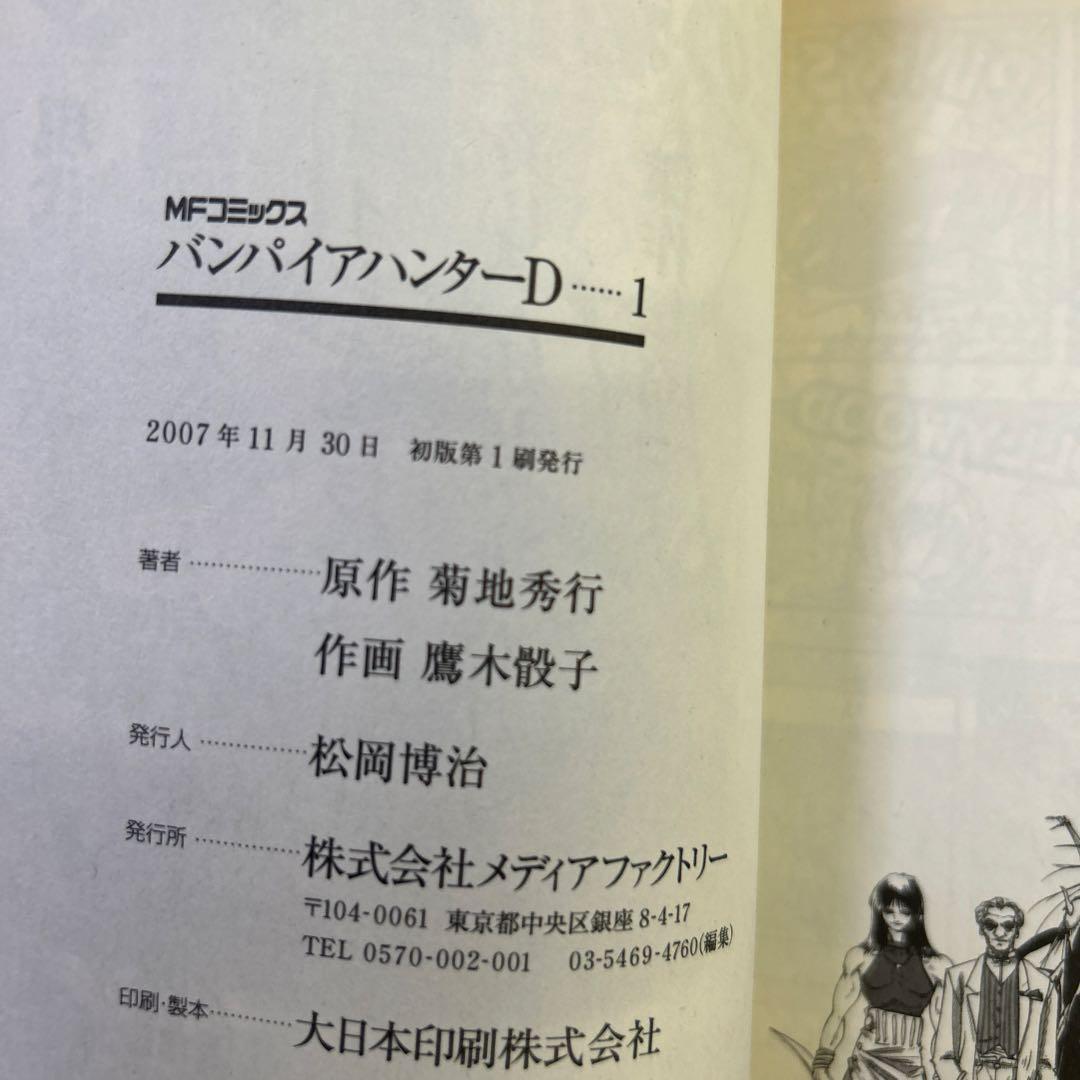 MFコミックス
バンパイアハンターD……1
2007年11月30日 初版第1刷発行
著者………………原作 菊地秀行
作画 鷹木骰子
発行人……………松岡博治
発行所……………株式会社メディアファクトリー
〒104-0061 東京都中央区銀座8-4-17
TEL 0570-002-001 03-5469-4760(編集)
印刷・製本…………大日本印刷株式会社